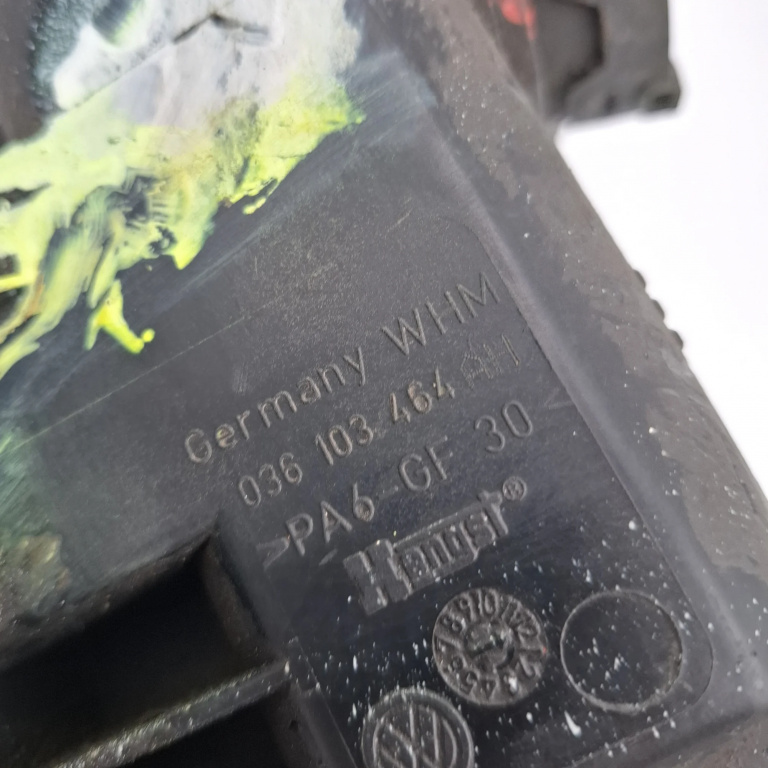 Germany WHM
036 103 464 AH
>PA6-GF 30<
Hengst®